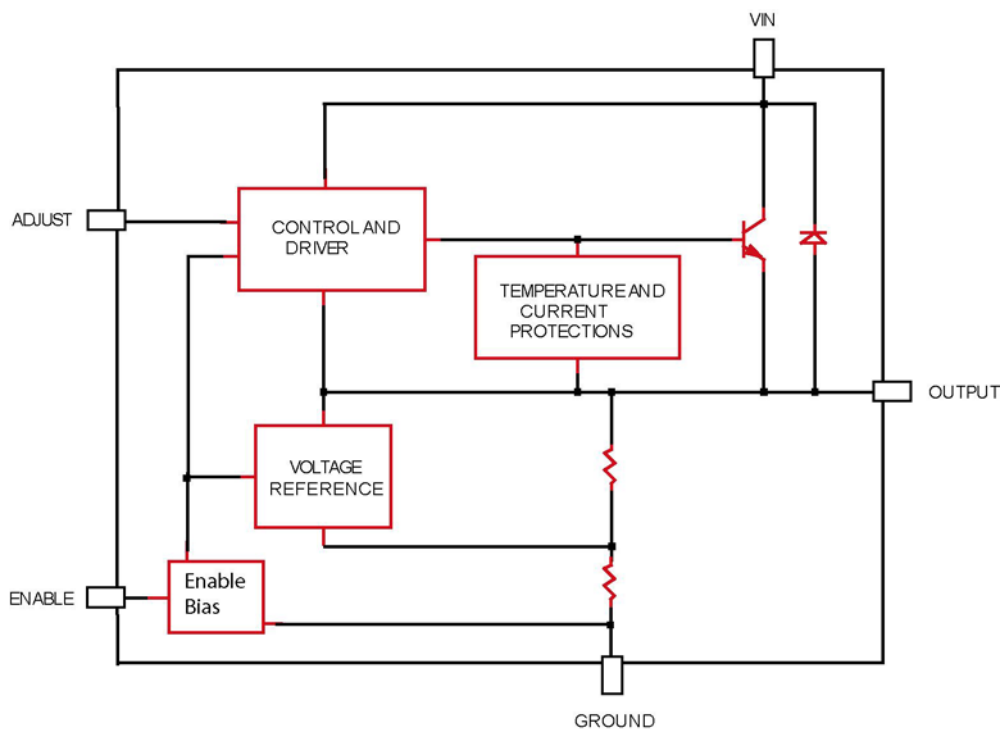 VIN
ADJUST
CONTROL AND
DRIVER
TEMPERATURE AND
CURRENT
PROTECTIONS
OUTPUT
VOLTAGE
REFERENCE
ENABLE
Enable
Bias
GROUND